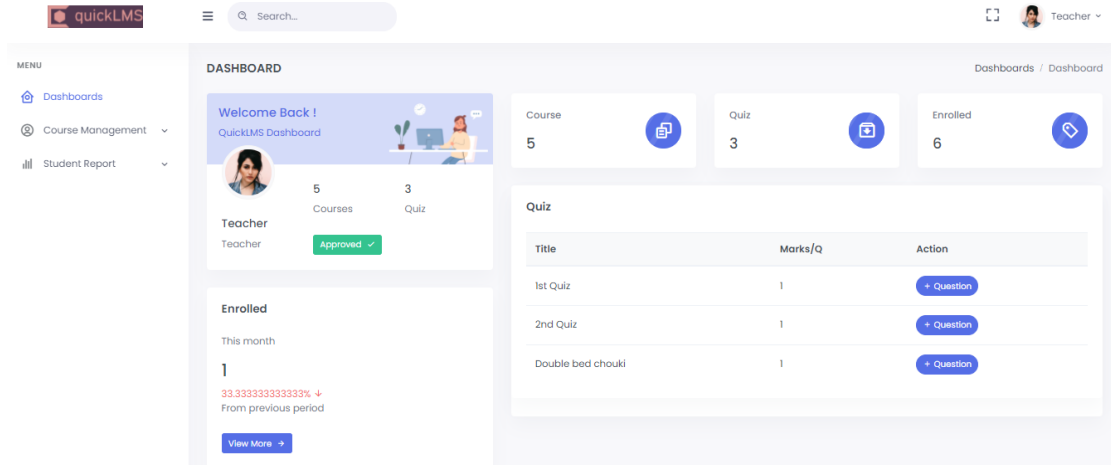 quickLMS
Search...
Teacher
MENU
Dashboards
Course Management
Student Report
DASHBOARD
Dashboards / Dashboard
Welcome Back !
QuickLMS Dashboard
5
Courses
3
Quiz
Teacher
Teacher
Approved
Enrolled
This month
1
33.333333333333%
From previous period
View More
Course
5
Quiz
3
Enrolled
6
Quiz
Title Marks/Q Action
1st Quiz 1 + Question
2nd Quiz 1 + Question
Double bed chouki 1 + Question